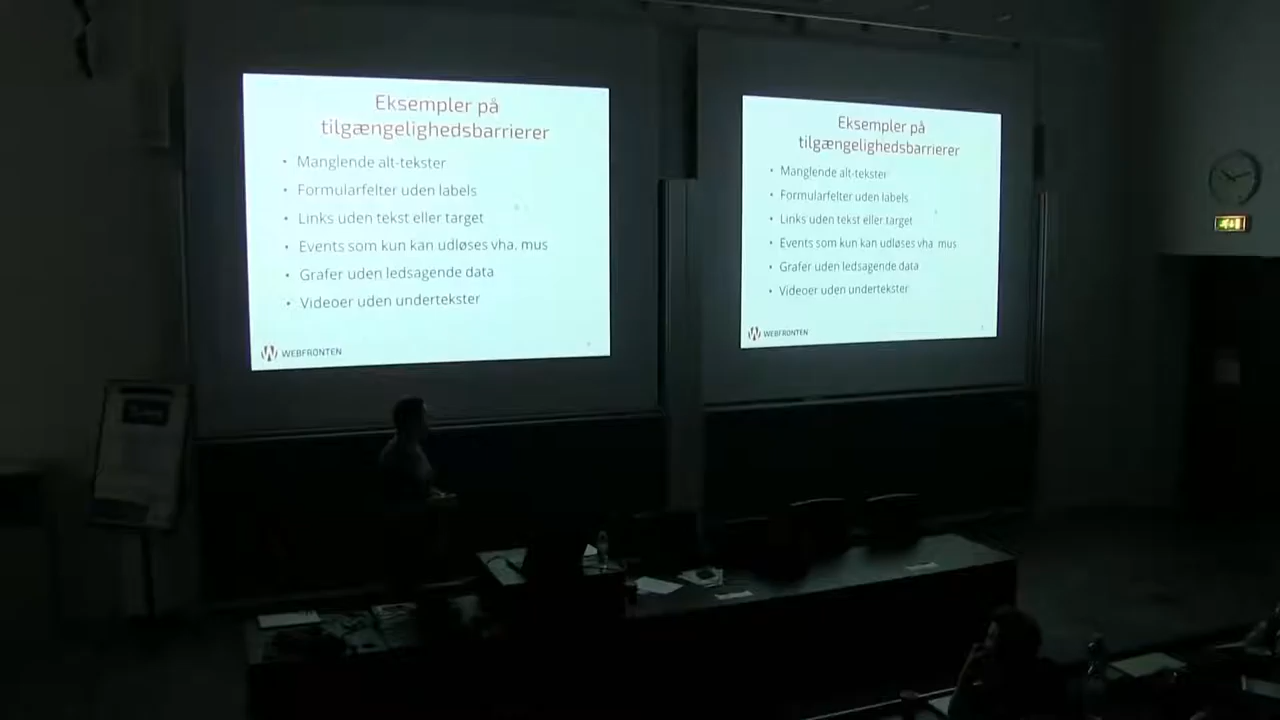 Eksempler på
tilgængelighedsbarrierer
• Manglende alt-tekster
• Formularfelter uden labels
• Links uden tekst eller target
• Events som kun kan udløses vha. mus
• Grafer uden ledsagende data
• Videoer uden undertekster
WEBFRONTEN
Eksempler på
tilgængelighedsbarrierer
• Manglende alt-tekster
• Formularfelter uden labels
• Links uden tekst eller target
• Events som kun kan udløses vha. mus
• Grafer uden ledsagende data
• Videoer uden undertekster
WEBFRONTEN